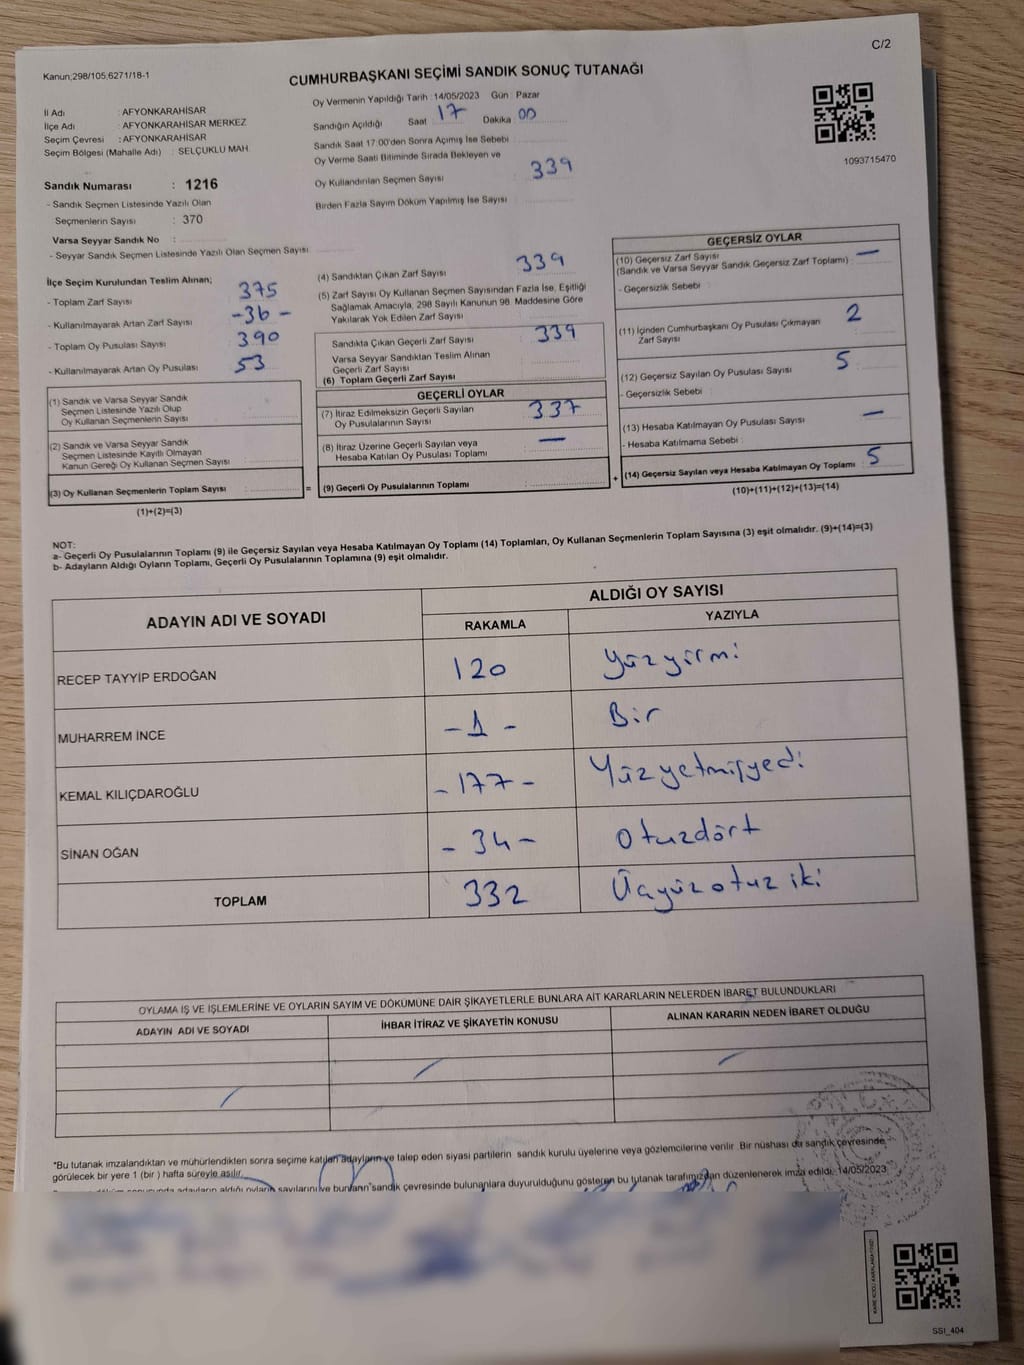 C/2
Kanun;298/105,6271/18-1
CUMHURBAŞKANI SEÇİMİ SANDIK SONUÇ TUTANAĞI
Oy Vermenin Yapıldığı Tarih : 14/05/2023 Gün : Pazar
İl Adı : AFYONKARAHİSAR
İlçe Adı : AFYONKARAHİSAR MERKEZ
Seçim Çevresi : AFYONKARAHİSAR
Seçim Bölgesi (Mahalle Adı) : SELÇUKLU MAH.
Sandığın Açıldığı Saat 17 Dakika 00
Sandık Saat 17:00'den Sonra Açımış İse Sebebi :
Oy Verme Saati Bitiminde Sırada Bekleyen ve
Oy Kullandırılan Seçmen Sayısı 339
Birden Fazla Sayım Döküm Yapılmış İse Sayısı
1093715470
Sandık Numarası : 1216
- Sandık Seçmen Listesinde Yazılı Olan
Seçmenlerin Sayısı : 370
Varsa Seyyar Sandık No :
- Seyyar Sandık Seçmen Listesinde Yazılı Olan Seçmen Sayısı
İlçe Seçim Kurulundan Teslim Alınan;
- Toplam Zarf Sayısı 375
- Kullanılmayarak Artan Zarf Sayısı -36-
- Toplam Oy Pusulası Sayısı 390
- Kullanılmayarak Artan Oy Pusulası 53
(1) Sandık ve Varsa Seyyar Sandık
Seçmen Listesinde Yazılı Olup
Oy Kullanan Seçmenlerin Sayısı
(2) Sandık ve Varsa Seyyar Sandık
Seçmen Listesinde Kayıtlı Olmayan
Kanun Gereği Oy Kullanan Seçmen Sayısı
(3) Oy Kullanan Seçmenlerin Toplam Sayısı
(1)+(2)=(3)
(4) Sandıktan Çıkan Zarf Sayısı 339
(5) Zarf Sayısı Oy Kullanan Seçmen Sayısından Fazla İse, Eşitliği
Sağlamak Amacıyla, 298 Sayılı Kanunun 98. Maddesine Göre
Yakılarak Yok Edilen Zarf Sayısı
Sandıkta Çıkan Geçerli Zarf Sayısı 339
Varsa Seyyar Sandıktan Teslim Alınan
Geçerli Zarf Sayısı
(6) Toplam Geçerli Zarf Sayısı
GEÇERLİ OYLAR
(7) İtiraz Edilmeksizin Geçerli Sayılan
Oy Pusulalarının Sayısı 337
(8) İtiraz Üzerine Geçerli Sayılan veya
Hesaba Katılan Oy Pusulası Toplamı —
= (9) Geçerli Oy Pusulalarının Toplamı +
GEÇERSİZ OYLAR
(10) Geçersiz Zarf Sayısı —
(Sandık ve Varsa Seyyar Sandık Geçersiz Zarf Toplamı) :
- Geçersizlik Sebebi :
(11) İçinden Cumhurbaşkanı Oy Pusulası Çıkmayan
Zarf Sayısı 2
(12) Geçersiz Sayılan Oy Pusulası Sayısı 5
- Geçersizlik Sebebi :
(13) Hesaba Katılmayan Oy Pusulası Sayısı —
- Hesaba Katılmama Sebebi :
(14) Geçersiz Sayılan veya Hesaba Katılmayan Oy Toplamı 5
(10)+(11)+(12)+(13)=(14)
NOT:
a- Geçerli Oy Pusulalarının Toplamı (9) ile Geçersiz Sayılan veya Hesaba Katılmayan Oy Toplamı (14) Toplamları, Oy Kullanan Seçmenlerin Toplam Sayısına (3) eşit olmalıdır. (9)+(14)=(3)
b- Adayların Aldığı Oyların Toplamı, Geçerli Oy Pusulalarının Toplamına (9) eşit olmalıdır.
ADAYIN ADI VE SOYADI
ALDIĞI OY SAYISI
RAKAMLA YAZIYLA
RECEP TAYYİP ERDOĞAN 120 Yüzyirmi
MUHARREM İNCE -1- Bir
KEMAL KILIÇDAROĞLU -177- Yüzyetmişyedi
SİNAN OĞAN -34- Otuzdört
TOPLAM 332 Üçyüzotuziki
OYLAMA İŞ VE İŞLEMLERİNE VE OYLARIN SAYIM VE DÖKÜMÜNE DAİR ŞİKAYETLERLE BUNLARA AİT KARARLARIN NELERDEN İBARET BULUNDUKLARI
ADAYIN ADI VE SOYADI İHBAR İTİRAZ VE ŞİKAYETİN KONUSU ALINAN KARARIN NEDEN İBARET OLDUĞU
*Bu tutanak imzalandıktan ve mühürlendikten sonra seçime katılan adayların ve talep eden siyasi partilerin sandık kurulu üyelerine veya gözlemcilerine verilir. Bir nüshası da sandık çevresinde
görülecek bir yere 1 (bir) hafta süreyle asılır.
sonunda adayların aldığı oyların sayılarını ve bunların sandık çevresinde bulunanlara duyurulduğunu gösteren bu tutanak tarafımızdan düzenlenerek imza edildi. 14/05/2023
SSI_404